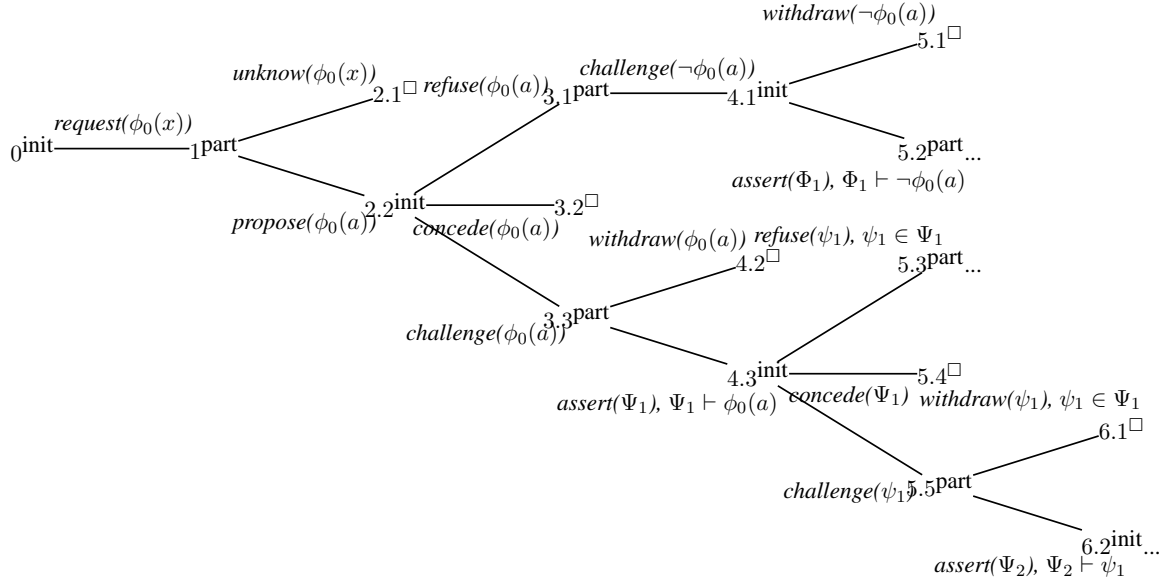 withdraw(¬ϕ₀(a))
5.1□
unknow(ϕ₀(x))
2.1□
refuse(ϕ₀(a))
3.1part
challenge(¬ϕ₀(a))
4.1init
0init
request(ϕ₀(x))
1part
5.2part...
assert(Φ₁), Φ₁ ⊢ ¬ϕ₀(a)
propose(ϕ₀(a))
2.2init
concede(ϕ₀(a))
3.2□
withdraw(ϕ₀(a))
4.2□
refuse(ψ₁), ψ₁ ∈ Ψ₁
5.3part...
challenge(ϕ₀(a))
3.3part
assert(Ψ₁), Ψ₁ ⊢ ϕ₀(a)
4.3init
concede(Ψ₁)
5.4□
withdraw(ψ₁), ψ₁ ∈ Ψ₁
6.1□
challenge(ψ₁)
5.5part
6.2init...
assert(Ψ₂), Ψ₂ ⊢ ψ₁